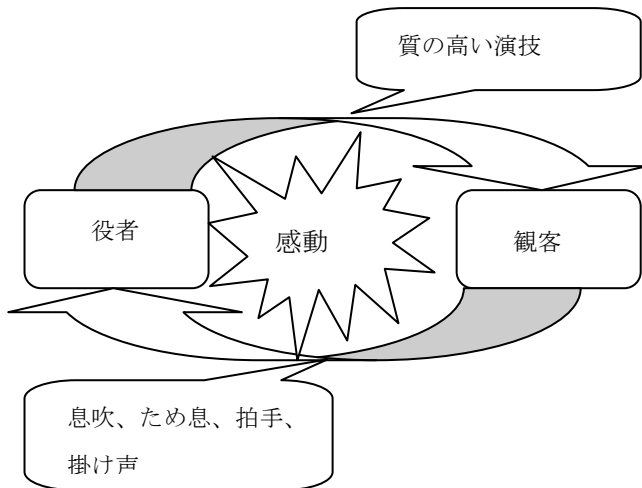 質の高い演技
役者
感動
観客
息吹、ため息、拍手、
掛け声